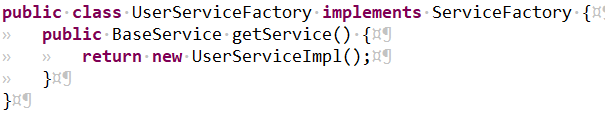 public class UserServiceFactory implements ServiceFactory {¤¶
»   public BaseService getService() {¤¶
»   »   return new UserServiceImpl();¤¶
»   }¤¶
}¤¶